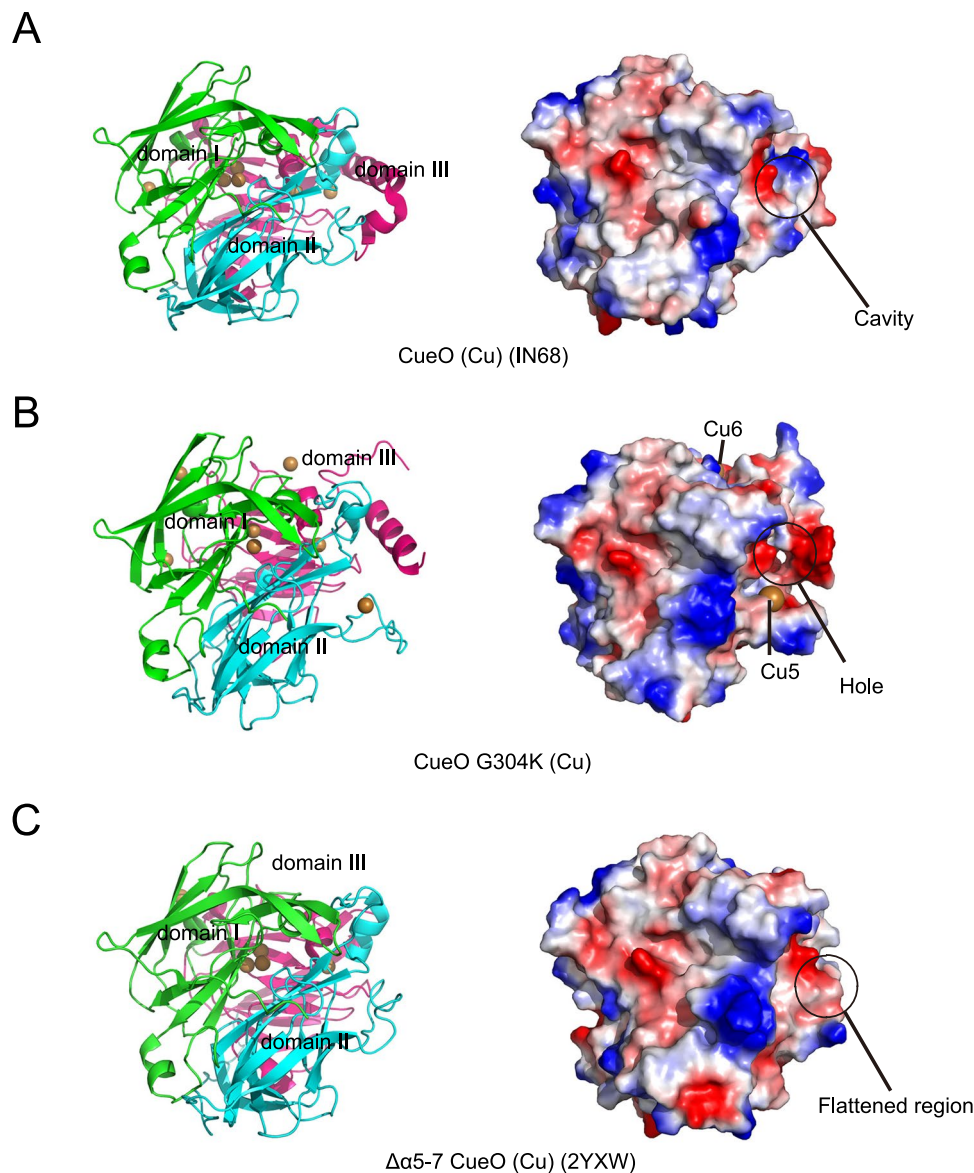 A
domain I
domain III
domain II
Cavity
CueO (Cu) (IN68)
B
Cu6
domain III
domain I
domain II
Cu5
Hole
CueO G304K (Cu)
C
domain III
domain I
domain II
Flattened region
Δα5-7 CueO (Cu) (2YXW)